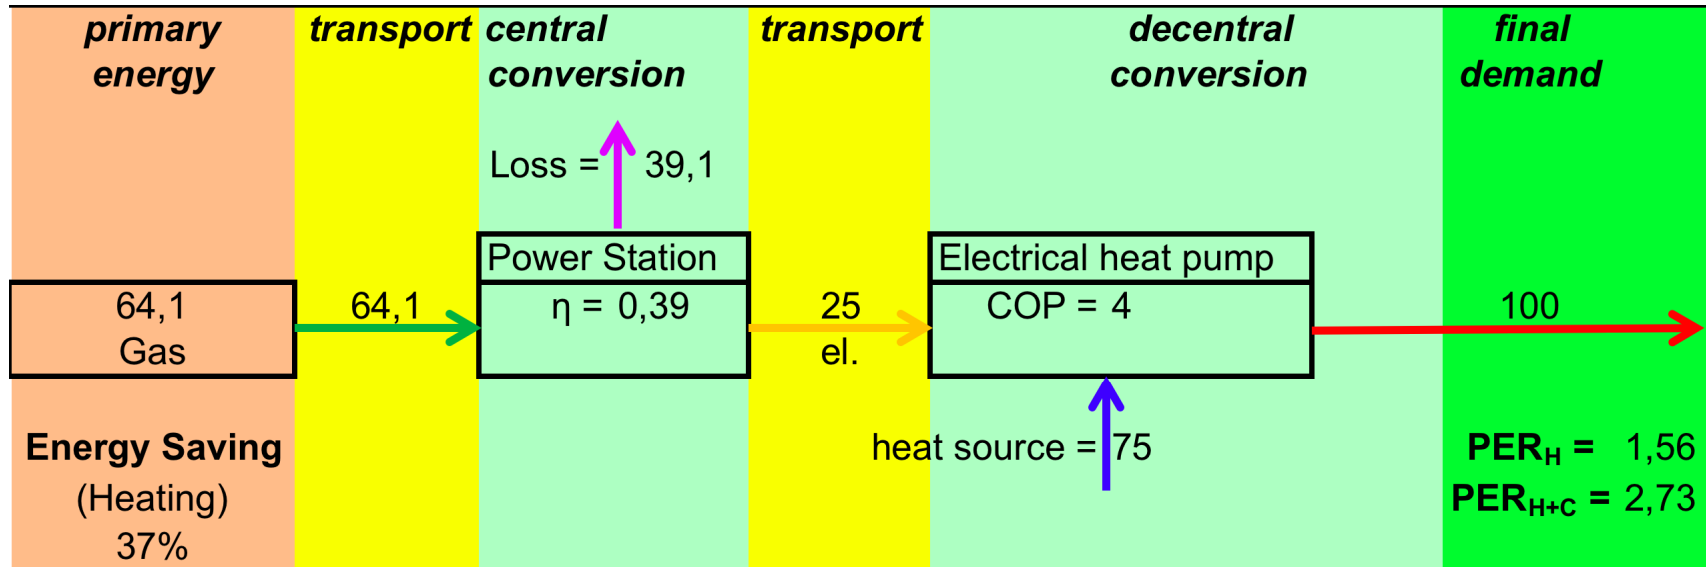 primary energy
transport
central conversion
transport
decentral conversion
final demand
Loss = 39,1
Power Station
Electrical heat pump
64,1
Gas
64,1
η = 0,39
25
el.
COP = 4
100
Energy Saving
(Heating)
37%
heat source = 75
PER_H = 1,56
PER_H+C = 2,73